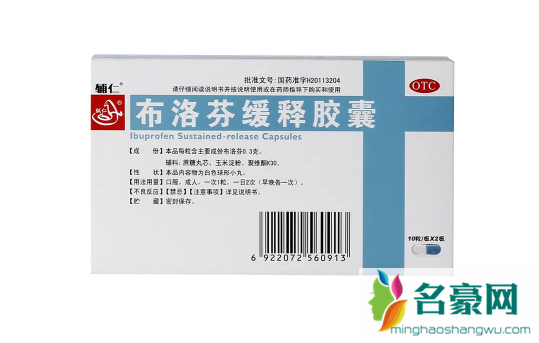 批准文号：国药准字H20113204
请仔细阅读说明书并按说明使用或在药师指导下购买和使用
辅仁®
OTC
辅仁
布洛芬缓释胶囊
Ibuprofen Sustained-release Capsules
【成　份】本品每粒含主要成份布洛芬0.3克。
辅料：蔗糖丸芯、玉米淀粉、聚维酮K30。
【性　状】本品内容物为白色球形小丸。
【用法用量】口服。成人，一次1粒，一日2次（早晚各一次）。
【不良反应】【禁忌】【注意事项】详见说明书。
【贮　藏】密封保存。
6 922072 560913
10粒/板X2板
名豪网
minghaoshangwu.com